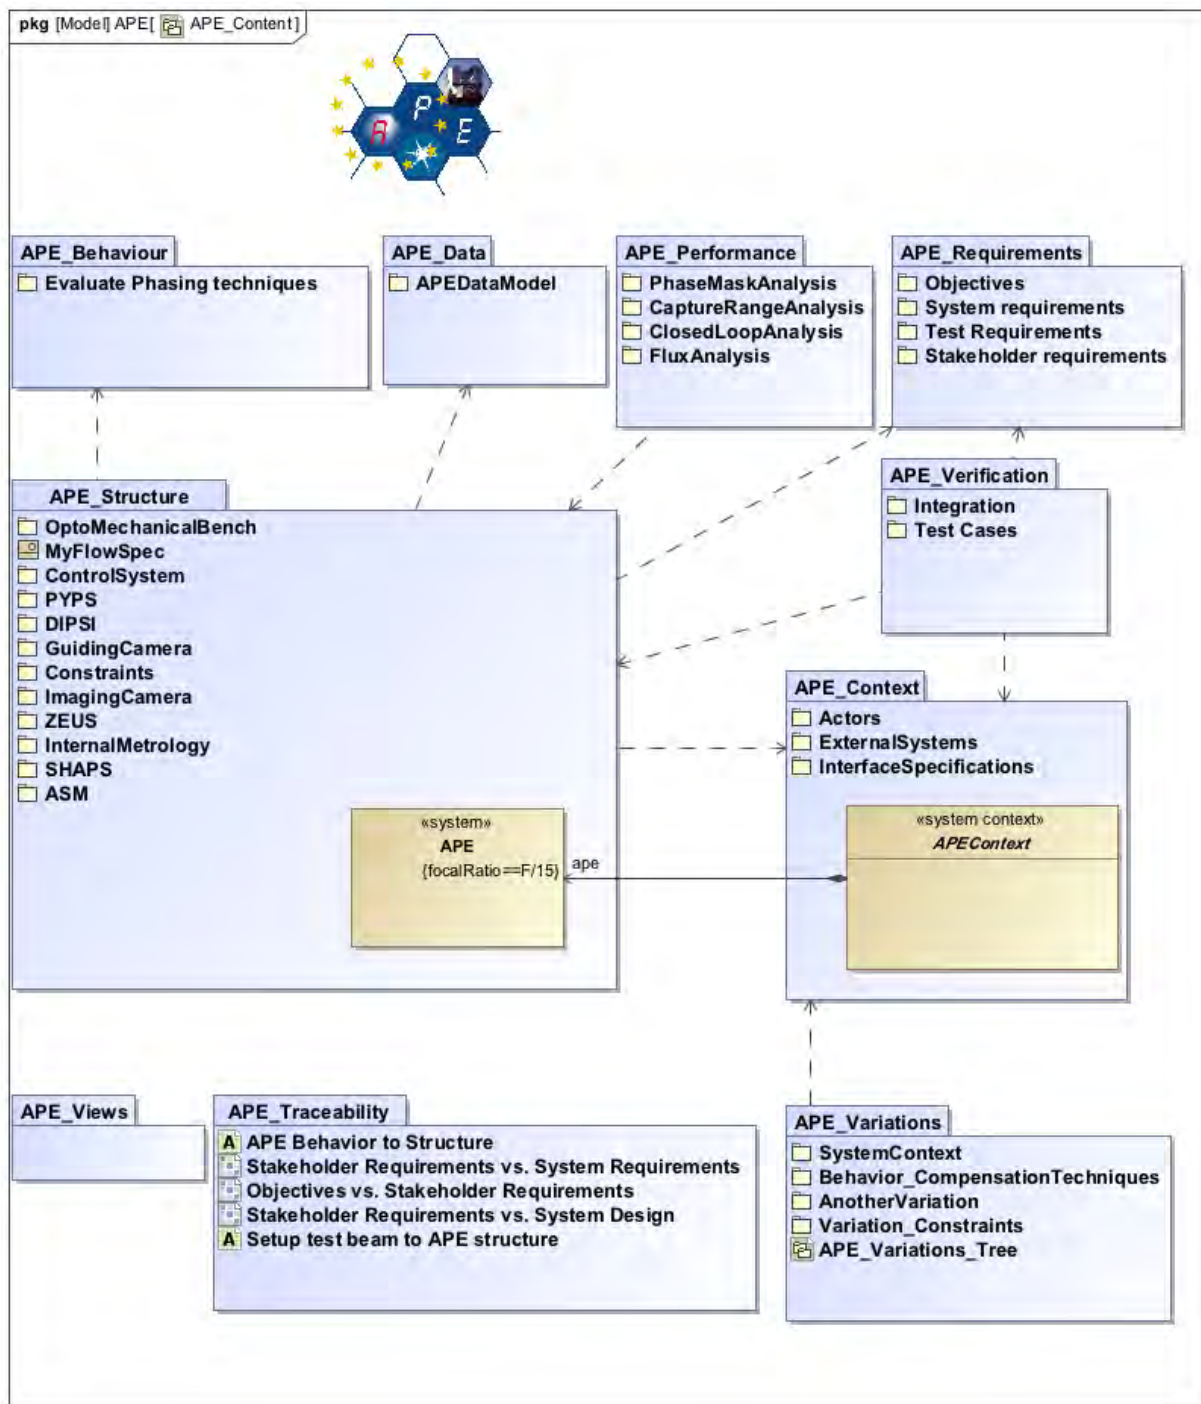 pkg [Model] APE[ APE_Content]
A P E
APE_Behaviour
Evaluate Phasing techniques
APE_Data
APEDataModel
APE_Performance
PhaseMaskAnalysis
CaptureRangeAnalysis
ClosedLoopAnalysis
FluxAnalysis
APE_Requirements
Objectives
System requirements
Test Requirements
Stakeholder requirements
APE_Verification
Integration
Test Cases
APE_Structure
OptoMechanicalBench
MyFlowSpec
ControlSystem
PYPS
DIPSI
GuidingCamera
Constraints
ImagingCamera
ZEUS
InternalMetrology
SHAPS
ASM
«system»
APE
{focalRatio==F/15}
ape
APE_Context
Actors
ExternalSystems
InterfaceSpecifications
«system context»
APEContext
APE_Views
APE_Traceability
A APE Behavior to Structure
Stakeholder Requirements vs. System Requirements
Objectives vs. Stakeholder Requirements
Stakeholder Requirements vs. System Design
A Setup test beam to APE structure
APE_Variations
SystemContext
Behavior_CompensationTechniques
AnotherVariation
Variation_Constraints
APE_Variations_Tree